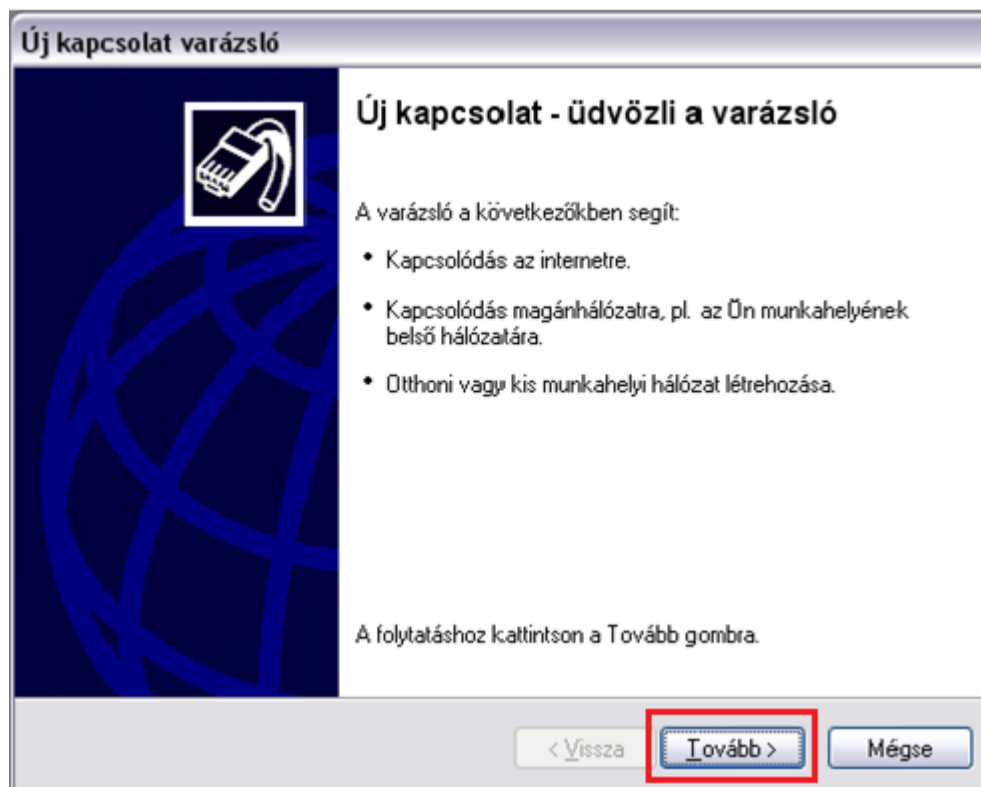 Új kapcsolat varázsló
Új kapcsolat - üdvözli a varázsló
A varázsló a következőkben segít:
• Kapcsolódás az internetre.
• Kapcsolódás magánhálózatra, pl. az Ön munkahelyének
belső hálózatára.
• Otthoni vagy kis munkahelyi hálózat létrehozása.
A folytatáshoz kattintson a Tovább gombra.
< Vissza
Tovább >
Mégse